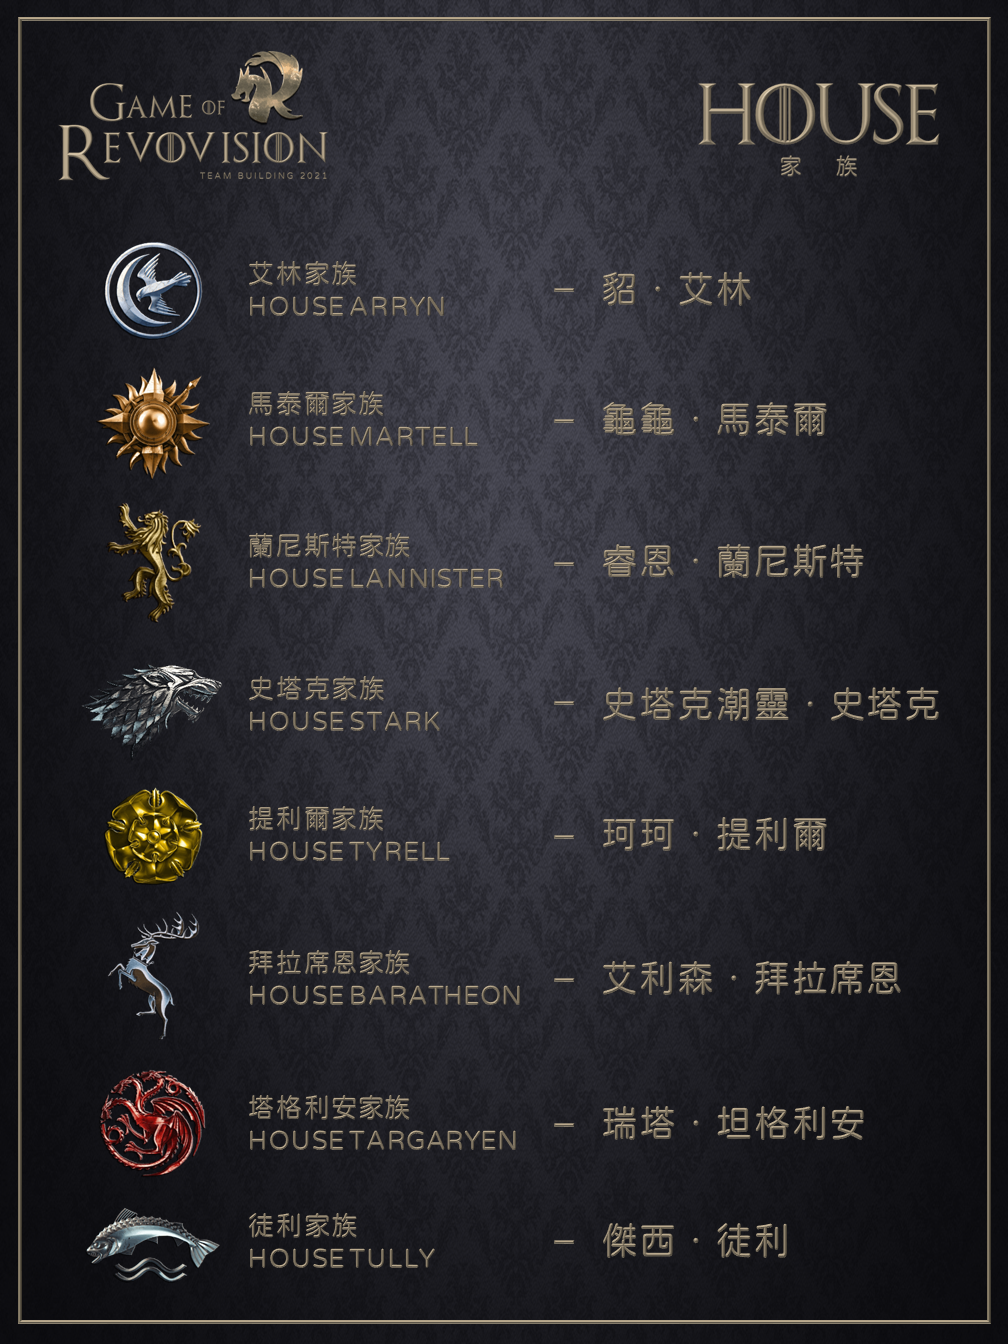 GAME OF
REVOVISION
TEAM BUILDING 2021
HOUSE
家 族
艾林家族
HOUSE ARRYN
– 貂 · 艾林
馬泰爾家族
HOUSE MARTELL
– 龜龜 · 馬泰爾
蘭尼斯特家族
HOUSE LANNISTER
– 睿恩 · 蘭尼斯特
史塔克家族
HOUSE STARK
– 史塔克潮靈 · 史塔克
提利爾家族
HOUSE TYRELL
– 珂珂 · 提利爾
拜拉席恩家族
HOUSE BARATHEON
– 艾利森 · 拜拉席恩
塔格利安家族
HOUSE TARGARYEN
– 瑞塔 · 坦格利安
徒利家族
HOUSE TULLY
– 傑西 · 徒利